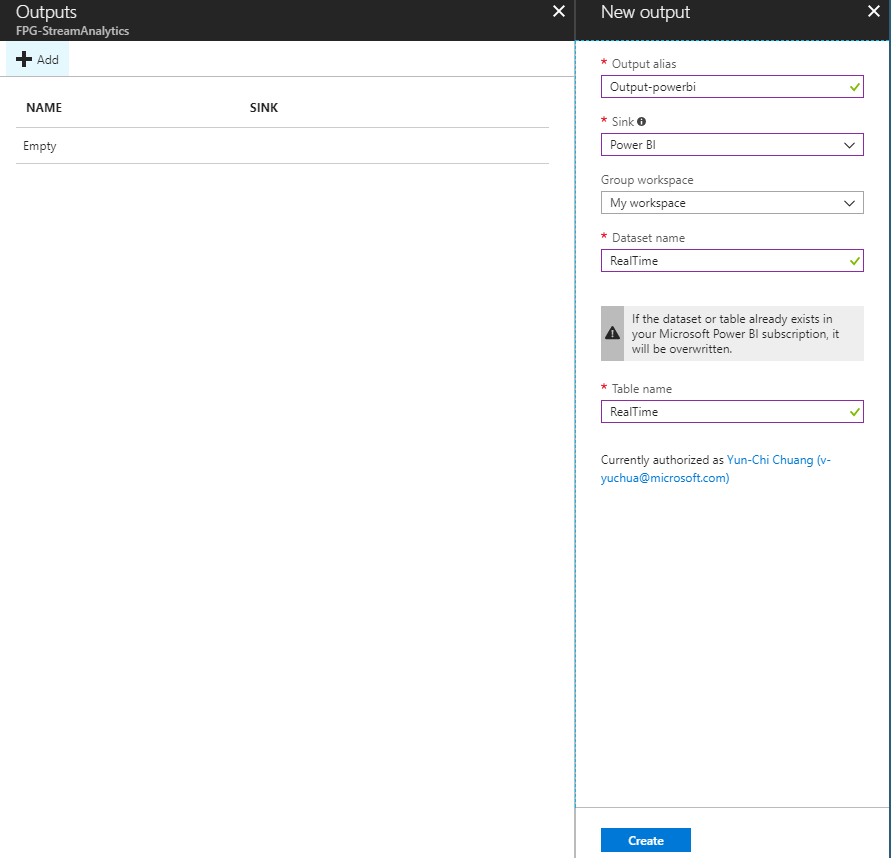 Outputs
FPG-StreamAnalytics
Add
NAME SINK
Empty
New output
* Output alias
Output-powerbi
* Sink
Power BI
Group workspace
My workspace
* Dataset name
RealTime
If the dataset or table already exists in
your Microsoft Power BI subscription, it
will be overwritten.
* Table name
RealTime
Currently authorized as Yun-Chi Chuang (v-
yuchua@microsoft.com)
Create